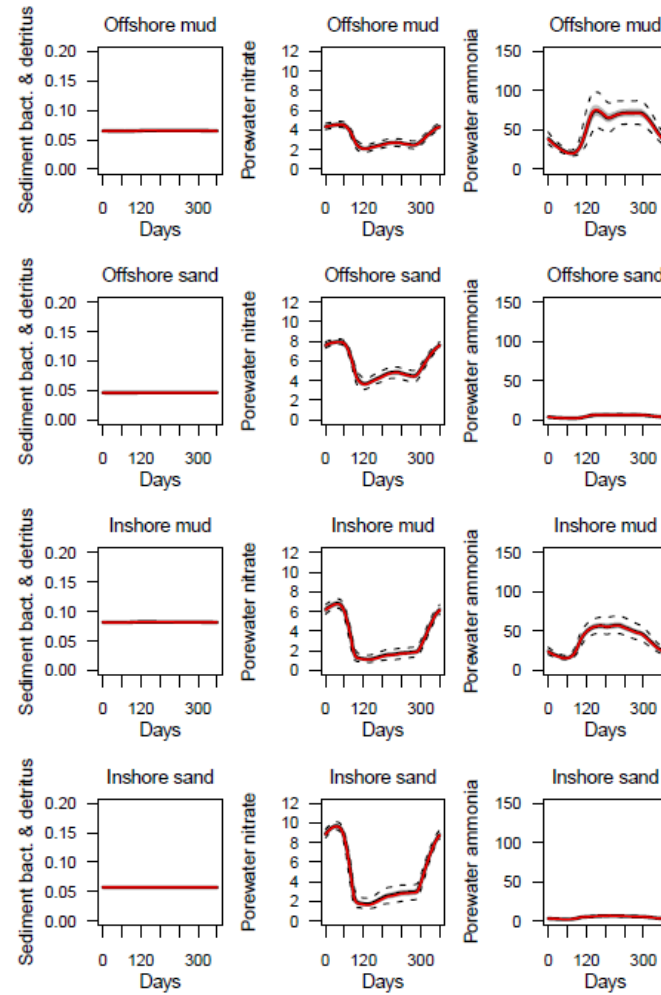 Offshore mud Offshore mud Offshore mud
Sediment bact. & detritus
0.20
0.15
0.10
0.05
0.00
0 120 300
Days
Porewater nitrate
12
10
8
6
4
2
0
0 120 300
Days
Porewater ammonia
150
100
50
0
0 120 300
Days
Offshore sand Offshore sand Offshore sand
Sediment bact. & detritus
0.20
0.15
0.10
0.05
0.00
0 120 300
Days
Porewater nitrate
12
10
8
6
4
2
0
0 120 300
Days
Porewater ammonia
150
100
50
0
0 120 300
Days
Inshore mud Inshore mud Inshore mud
Sediment bact. & detritus
0.20
0.15
0.10
0.05
0.00
0 120 300
Days
Porewater nitrate
12
10
8
6
4
2
0
0 120 300
Days
Porewater ammonia
150
100
50
0
0 120 300
Days
Inshore sand Inshore sand Inshore sand
Sediment bact. & detritus
0.20
0.15
0.10
0.05
0.00
0 120 300
Days
Porewater nitrate
12
10
8
6
4
2
0
0 120 300
Days
Porewater ammonia
150
100
50
0
0 120 300
Days